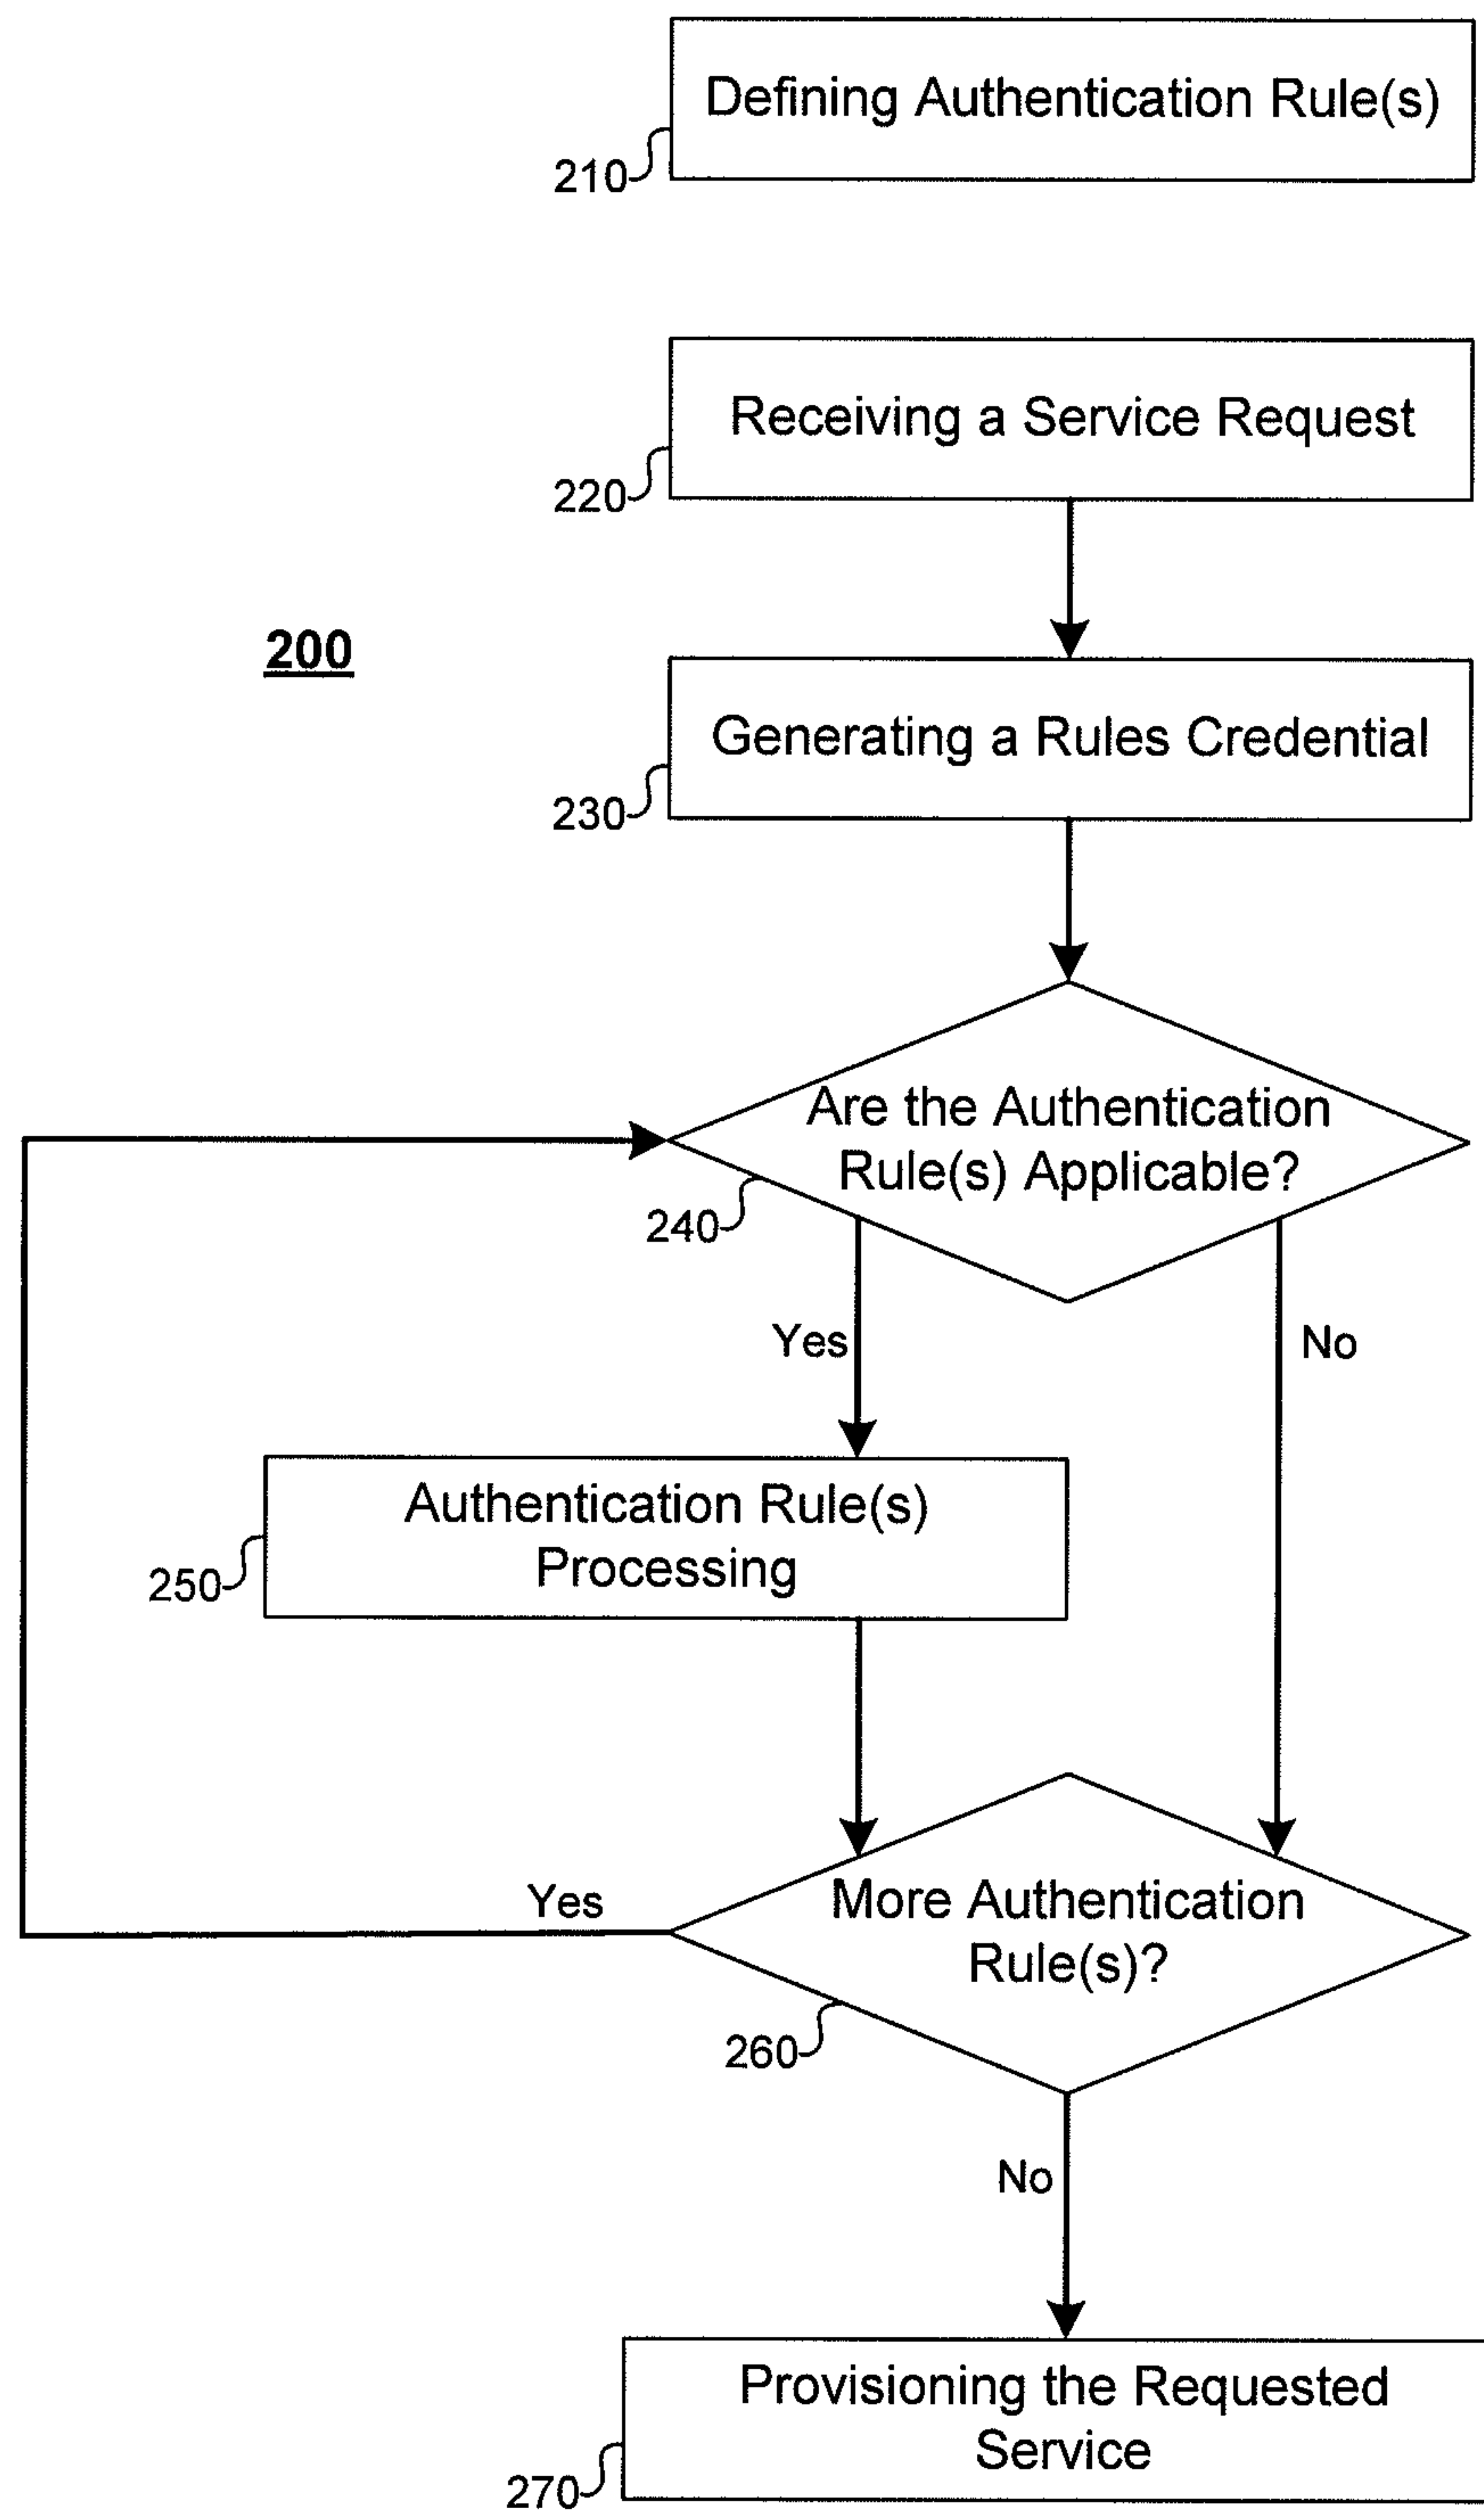 Defining Authentication Rule(s)
210
Receiving a Service Request
220
200
Generating a Rules Credential
230
Are the Authentication
Rule(s) Applicable?
240
Yes
No
Authentication Rule(s)
Processing
250
More Authentication
Rule(s)?
Yes
260
No
Provisioning the Requested
Service
270